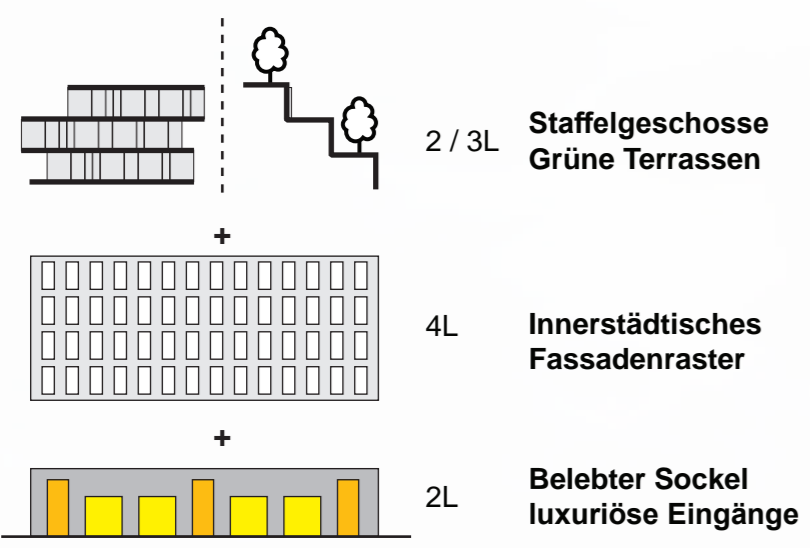 2 / 3L
Staffelgeschosse
Grüne Terrassen
+
4L
Innerstädtisches
Fassadenraster
+
2L
Belebter Sockel
luxuriöse Eingänge